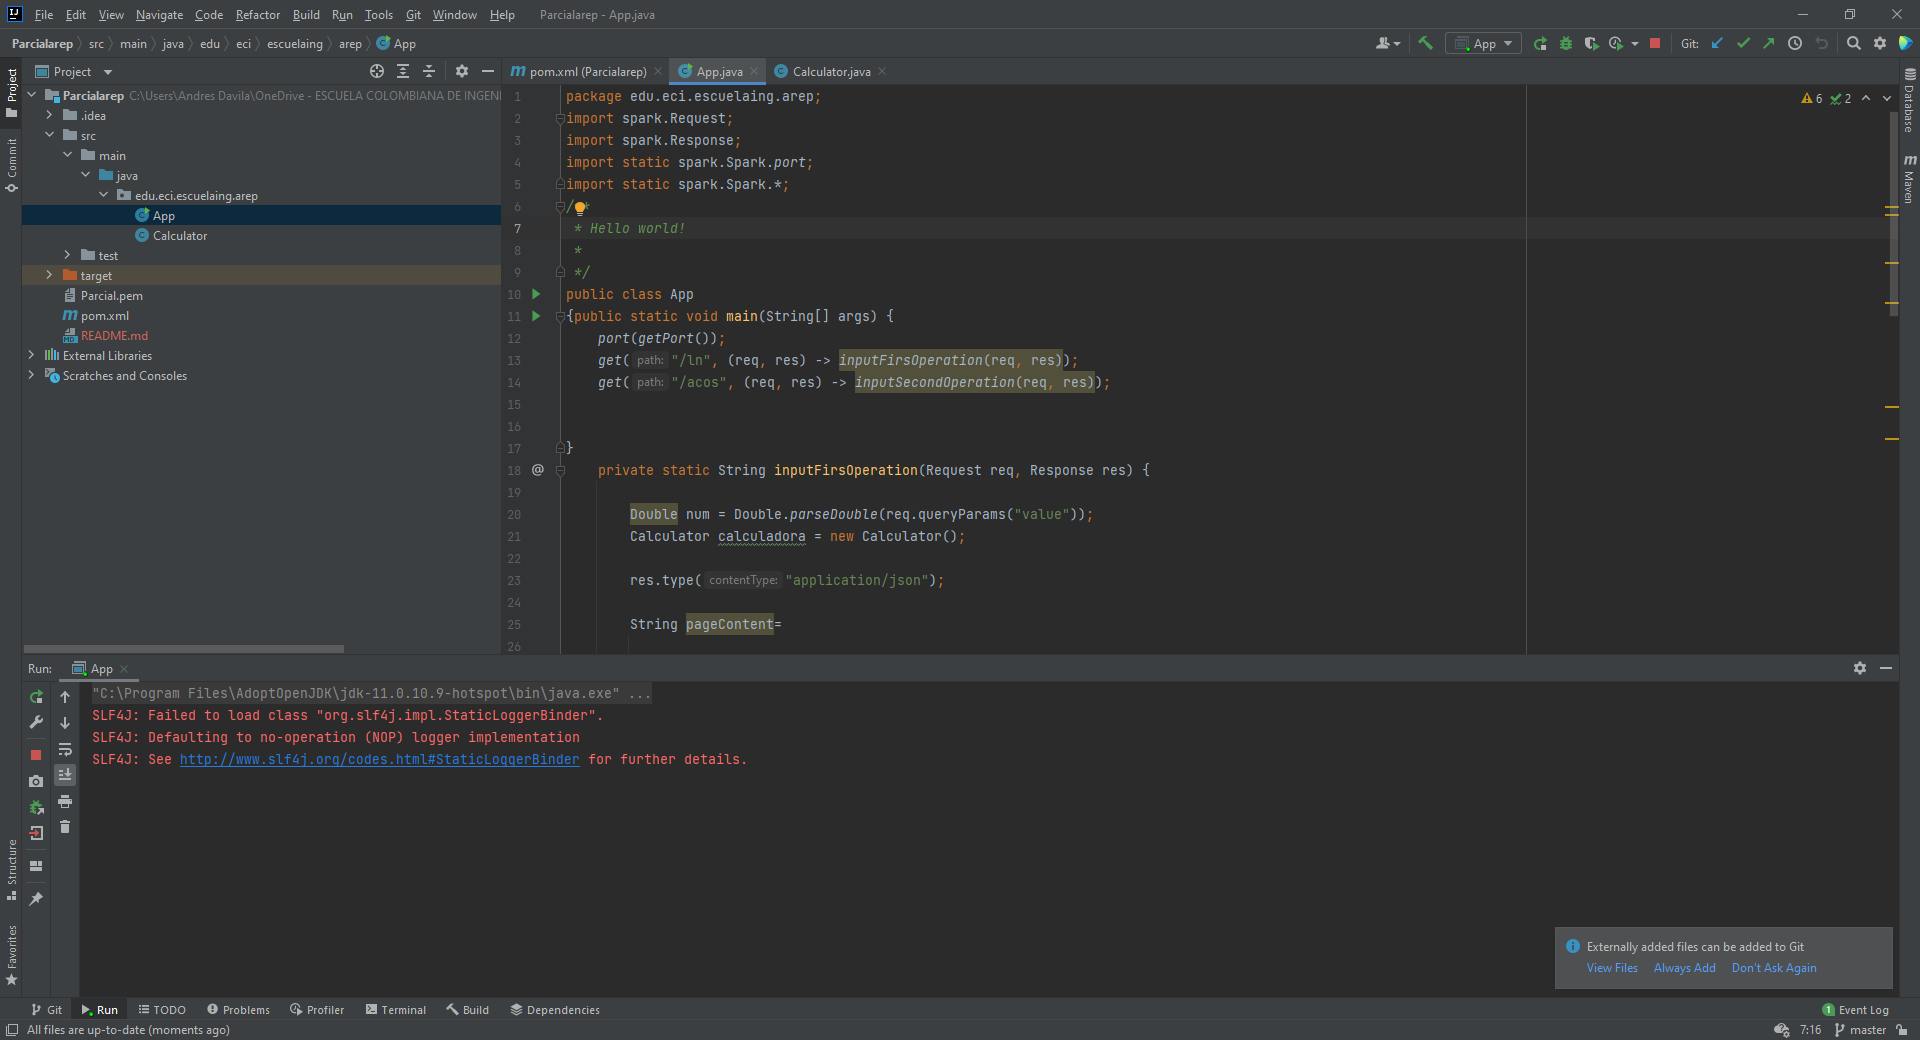 File Edit View Navigate Code Refactor Build Run Tools Git Window Help Parcialarep - App.java
Parcialarep src main java edu eci escuelaing arep App
App Git:
Project
pom.xml (Parcialarep) App.java Calculator.java
Parcialarep C:\Users\Andres Davila\OneDrive - ESCUELA COLOMBIANA DE INGENI
.idea
src
main
java
edu.eci.escuelaing.arep
App
Calculator
test
target
Parcial.pem
pom.xml
README.md
External Libraries
Scratches and Consoles
Project
Commit
Structure
Favorites
6 2
1 package edu.eci.escuelaing.arep;
2 import spark.Request;
3 import spark.Response;
4 import static spark.Spark.port;
5 import static spark.Spark.*;
6 /*
7 * Hello world!
8 *
9 */
10 public class App
11 {public static void main(String[] args) {
12 port(getPort());
13 get( path: "/ln", (req, res) -> inputFirsOperation(req, res));
14 get( path: "/acos", (req, res) -> inputSecondOperation(req, res));
15
16
17 }
18 @ private static String inputFirsOperation(Request req, Response res) {
19
20 Double num = Double.parseDouble(req.queryParams("value"));
21 Calculator calculadora = new Calculator();
22
23 res.type( contentType: "application/json");
24
25 String pageContent=
26
Database
Maven
Run: App
"C:\Program Files\AdoptOpenJDK\jdk-11.0.10.9-hotspot\bin\java.exe" ...
SLF4J: Failed to load class "org.slf4j.impl.StaticLoggerBinder".
SLF4J: Defaulting to no-operation (NOP) logger implementation
SLF4J: See http://www.slf4j.org/codes.html#StaticLoggerBinder for further details.
Externally added files can be added to Git
View Files Always Add Don't Ask Again
Git Run TODO Problems Profiler Terminal Build Dependencies
1 Event Log
All files are up-to-date (moments ago)
7:16 master